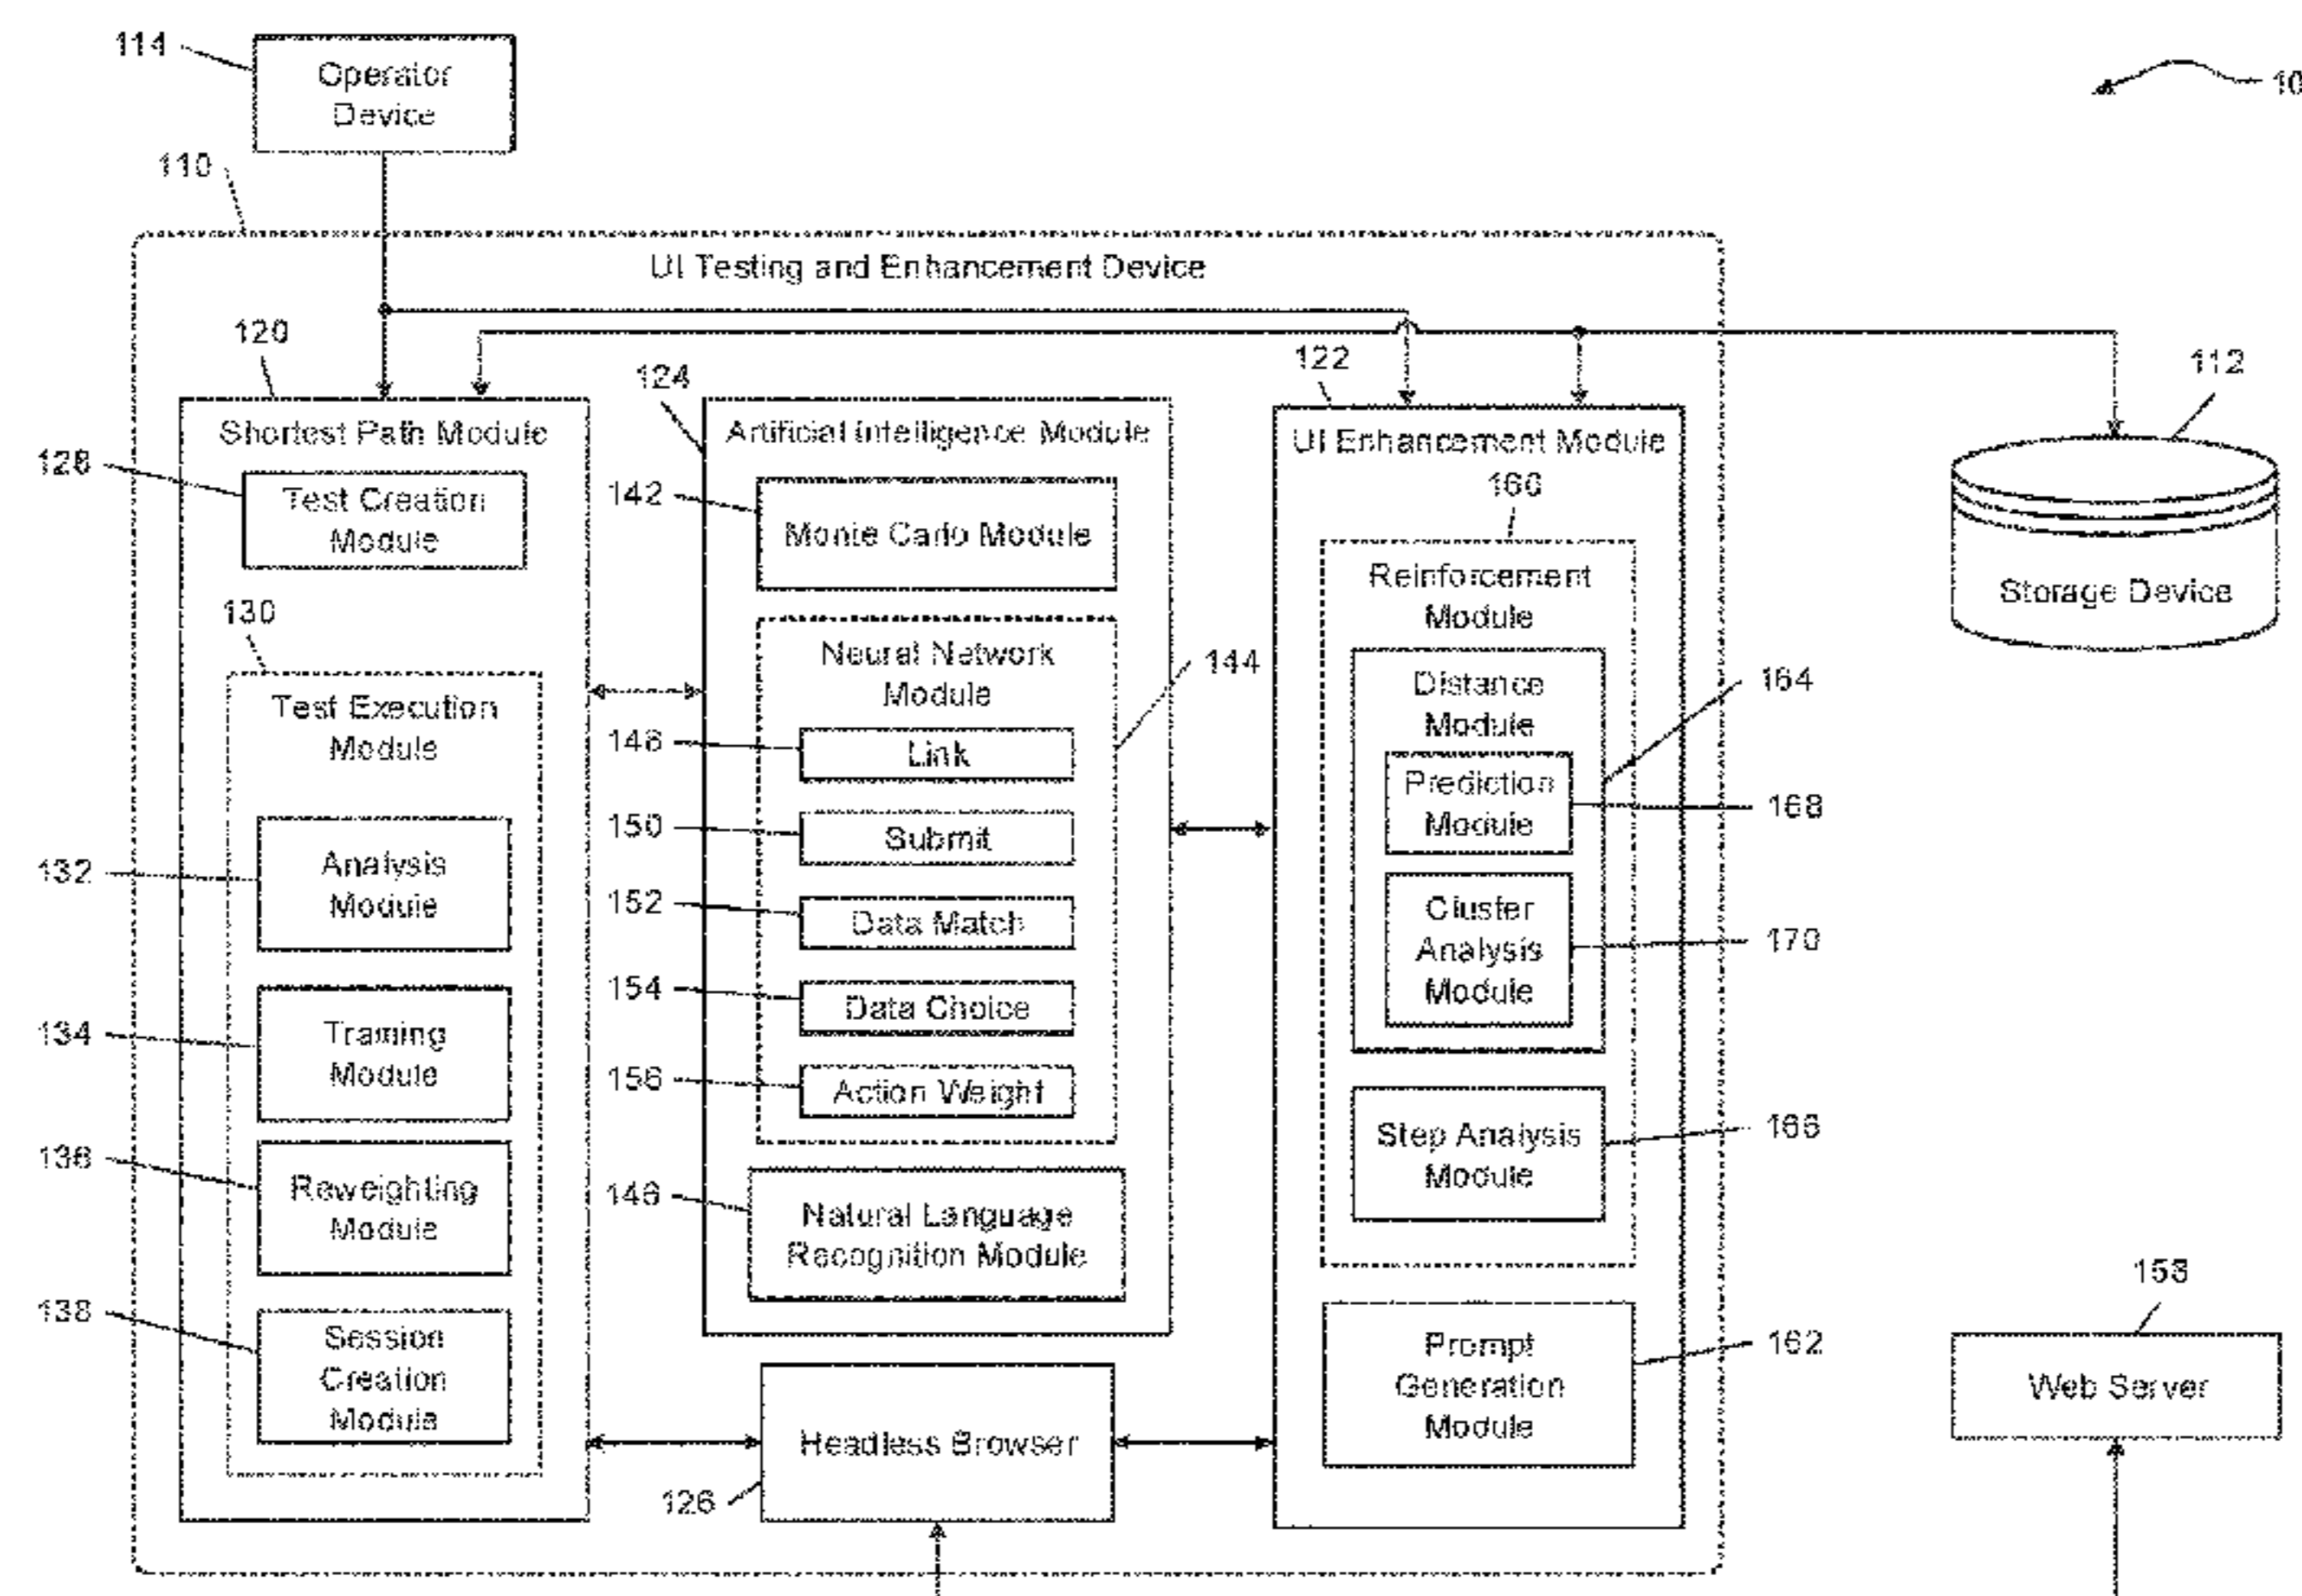 114
Operator
Device
10
110
UI Testing and Enhancement Device
120
Shortest Path Module
128
Test Creation
Module
130
Test Execution
Module
132
Analysis
Module
134
Training
Module
136
Reweighting
Module
138
Session
Creation
Module
124
Artificial Intelligence Module
142
Monte Carlo Module
Neural Network
Module
144
Link
150
Submit
152
Data Match
154
Data Choice
156
Action Weight
146
Natural Language
Recognition Module
Headless Browser
126
122
UI Enhancement Module
160
Reinforcement
Module
Distance
Module
164
Prediction
Module
168
Cluster
Analysis
Module
170
Step Analysis
Module
166
Prompt
Generation
Module
162
112
Storage Device
158
Web Server